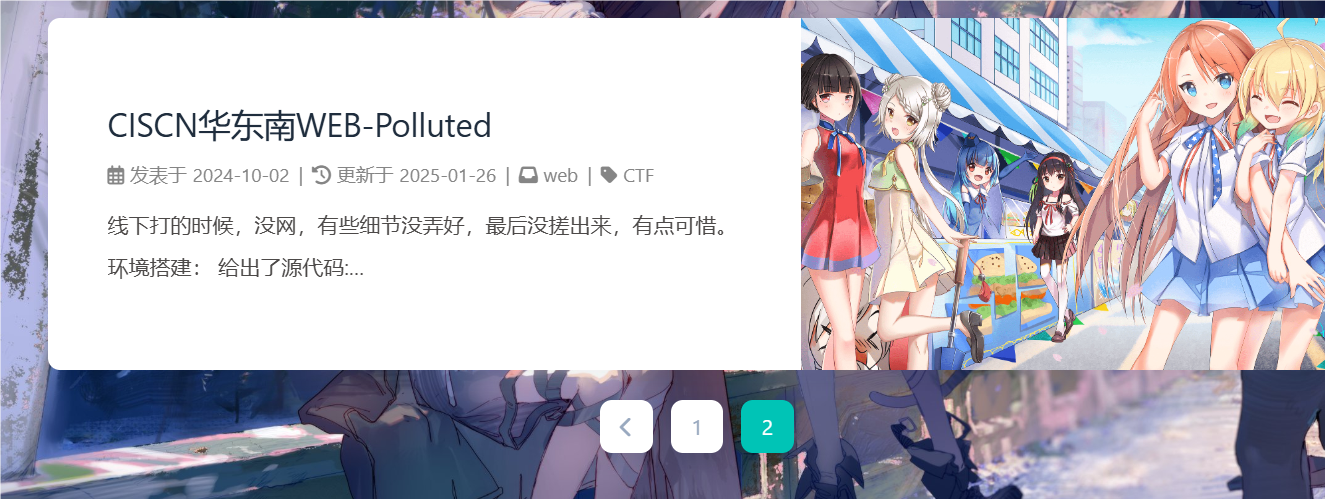 CISCN华东南WEB-Polluted
发表于 2024-10-02 | 更新于 2025-01-26 | web | CTF
线下打的时候，没网，有些细节没弄好，最后没搓出来，有点可惜。
环境搭建： 给出了源代码:...
1 2